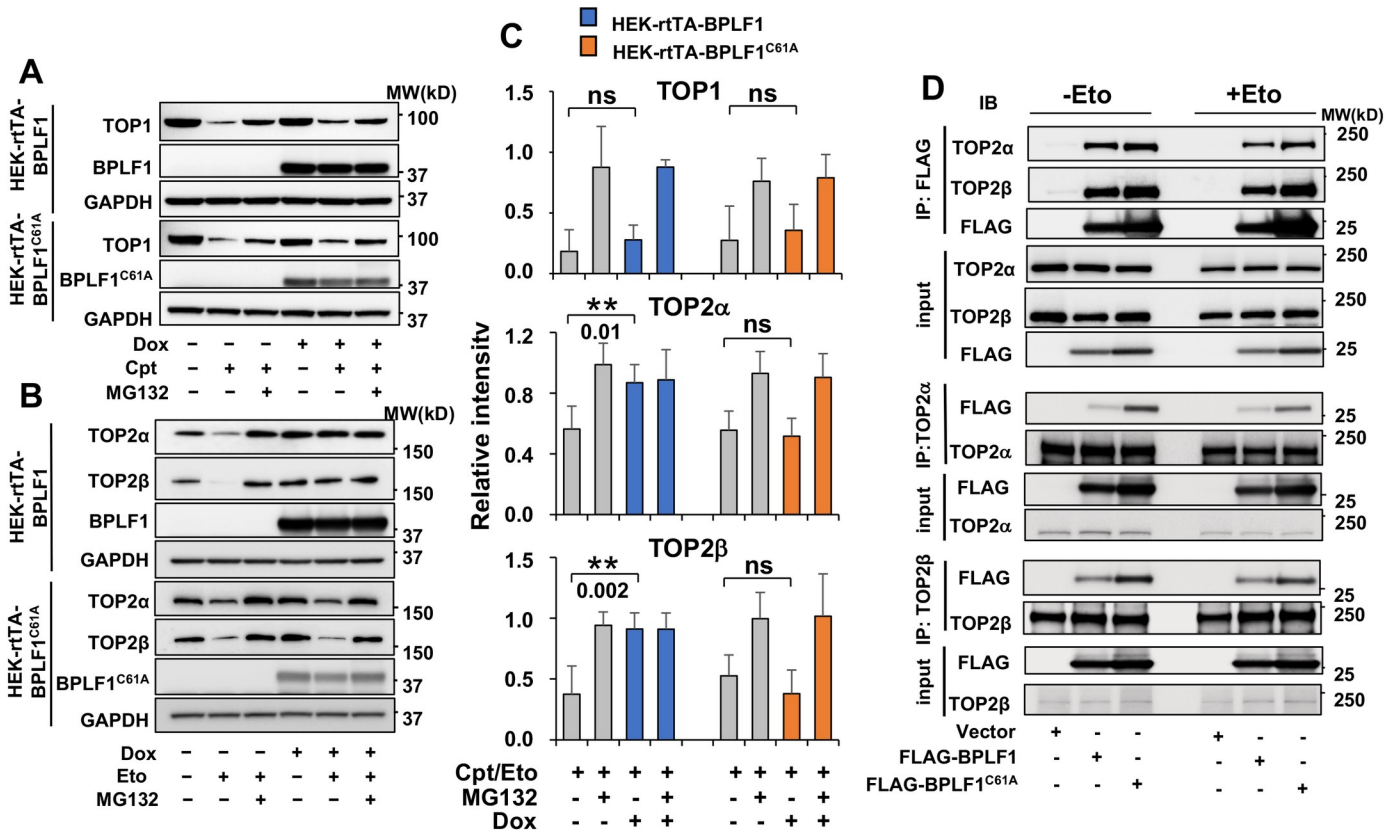 C
HEK-rtTA-BPLF1
HEK-rtTA-BPLF1C61A
A
MW(kD)
HEK-rtTA-
BPLF1
TOP1
100
BPLF1
37
GAPDH
37
HEK-rtTA-
BPLF1C61A
TOP1
100
BPLF1C61A
37
GAPDH
37
Dox − − − + + +
Cpt − + + − + +
MG132 − − + − − +
B
MW(kD)
HEK-rtTA-
BPLF1
TOP2α
150
TOP2β
150
BPLF1
37
GAPDH
37
HEK-rtTA-
BPLF1C61A
TOP2α
150
TOP2β
150
BPLF1C61A
37
GAPDH
37
Dox − − − + + +
Eto − + + − + +
MG132 − − + − − +
Relative intensity
TOP1
1.5
1.0
0.5
0.0
ns
ns
TOP2α
1.2
0.8
0.4
0.0
**
0.01
ns
TOP2β
1.5
1.0
0.5
0.0
**
0.002
ns
Cpt/Eto + + + + + + + +
MG132 - + - + - + - +
Dox - - + + - - + +
D
IB
-Eto
+Eto
MW(kD)
IP: FLAG
TOP2α
250
TOP2β
250
FLAG
25
input
TOP2α
250
TOP2β
250
FLAG
25
IP:TOP2α
FLAG
25
TOP2α
250
input
FLAG
25
TOP2α
250
IP: TOP2β
FLAG
25
TOP2β
250
input
FLAG
25
TOP2β
250
Vector + - - + - -
FLAG-BPLF1 - + - - + -
FLAG-BPLF1C61A - - + - - +